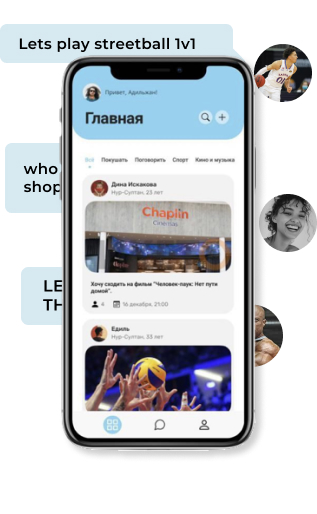 Lets play streetball 1v1
Привет, Адильжан!
Главная
who
shop
Всё Покушать Поговорить Спорт Кино и музыка
Дина Искакова
Нур-Султан, 23 лет
Chaplin
Cinemas
LE
TH
Хочу сходить на фильм "Человек-паук: Нет пути
домой".
4 16 декабря, 21:00
Едиль
Нур-Султан, 23 лет